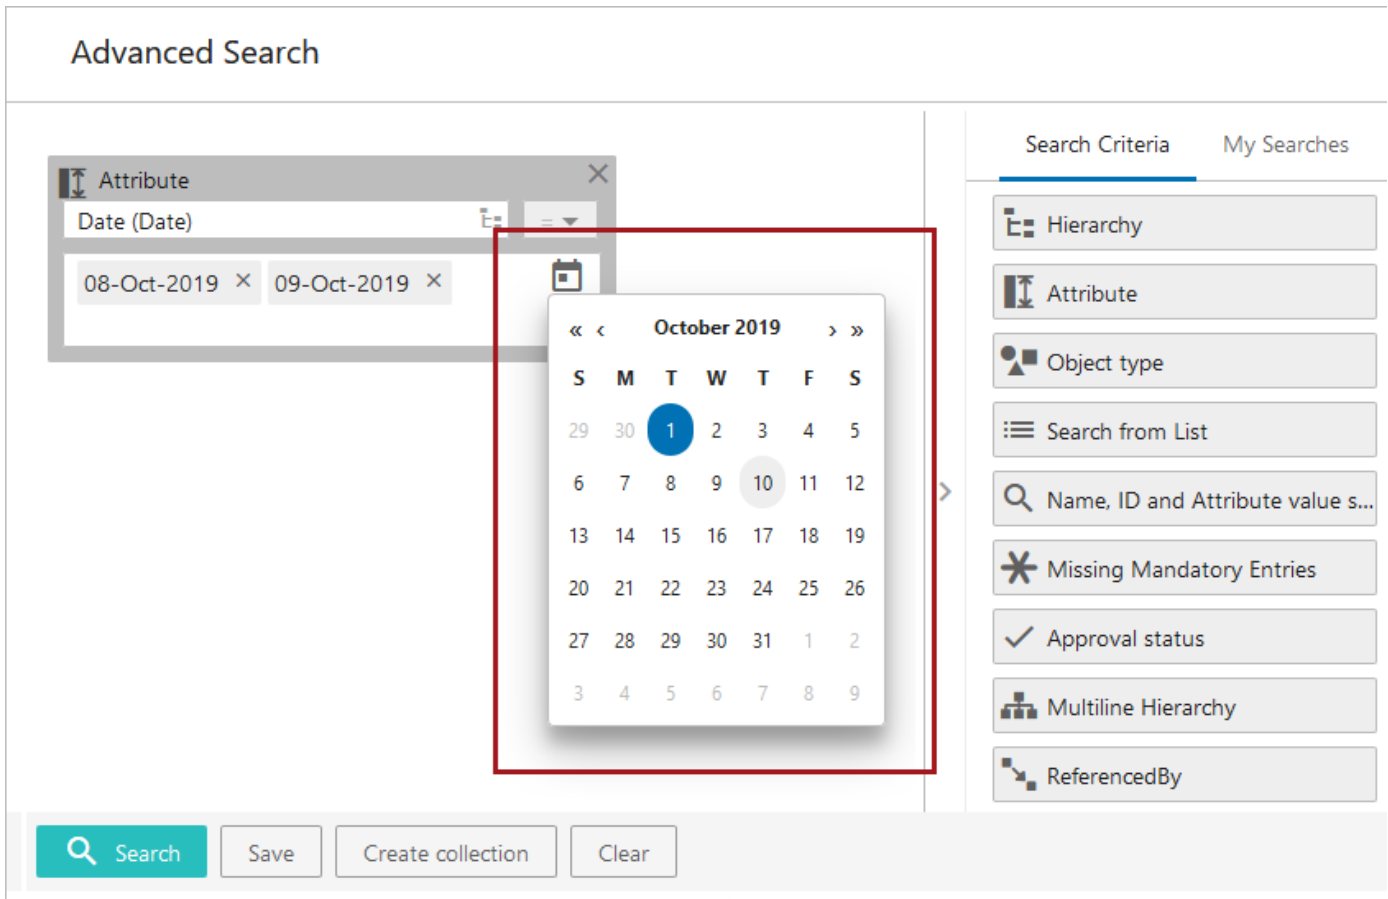 Advanced Search
Search Criteria My Searches
Attribute
Date (Date) =
08-Oct-2019 × 09-Oct-2019 ×
« ‹ October 2019 › »
S M T W T F S
29 30 1 2 3 4 5
6 7 8 9 10 11 12
13 14 15 16 17 18 19
20 21 22 23 24 25 26
27 28 29 30 31 1 2
3 4 5 6 7 8 9
Hierarchy
Attribute
Object type
Search from List
Name, ID and Attribute value s...
Missing Mandatory Entries
Approval status
Multiline Hierarchy
ReferencedBy
Search Save Create collection Clear